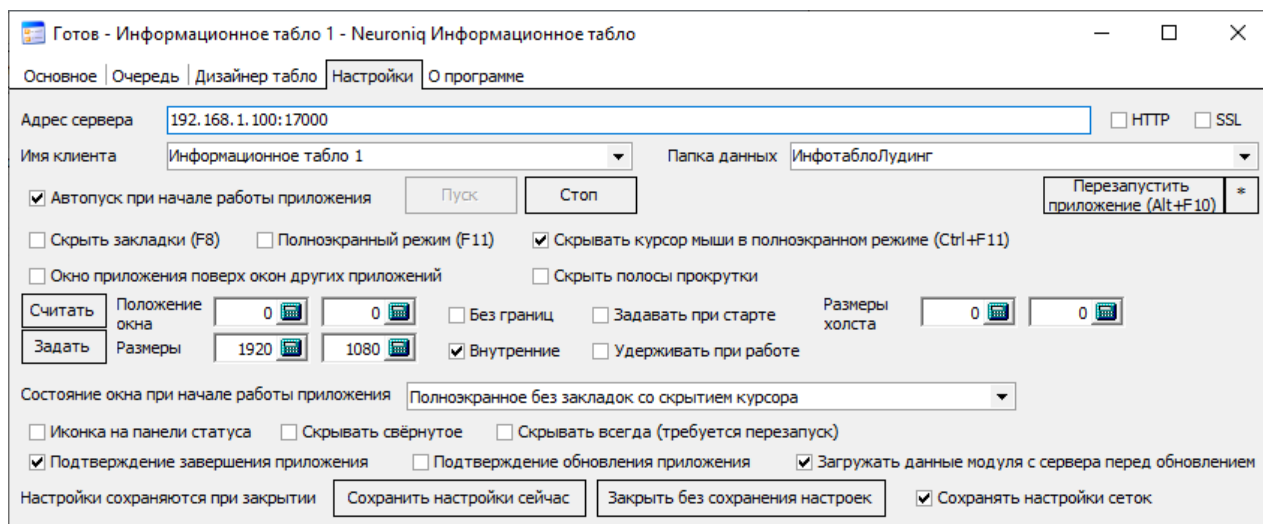 Готов - Информационное табло 1 - Neuroniq Информационное табло
Основное Очередь Дизайнер табло Настройки О программе
Адрес сервера 192.168.1.100:17000 HTTP SSL
Имя клиента Информационное табло 1 Папка данных ИнфотаблоЛудинг
Автопуск при начале работы приложения Пуск Стоп Перезапустить приложение (Alt+F10) *
Скрыть закладки (F8) Полноэкранный режим (F11) Скрывать курсор мыши в полноэкранном режиме (Ctrl+F11)
Окно приложения поверх окон других приложений Скрыть полосы прокрутки
Считать Положение окна 0 0 Без границ Задавать при старте Размеры холста 0 0
Задать Размеры 1920 1080 Внутренние Удерживать при работе
Состояние окна при начале работы приложения Полноэкранное без закладок со скрытием курсора
Иконка на панели статуса Скрывать свёрнутое Скрывать всегда (требуется перезапуск)
Подтверждение завершения приложения Подтверждение обновления приложения Загружать данные модуля с сервера перед обновлением
Настройки сохраняются при закрытии Сохранить настройки сейчас Закрыть без сохранения настроек Сохранять настройки сеток